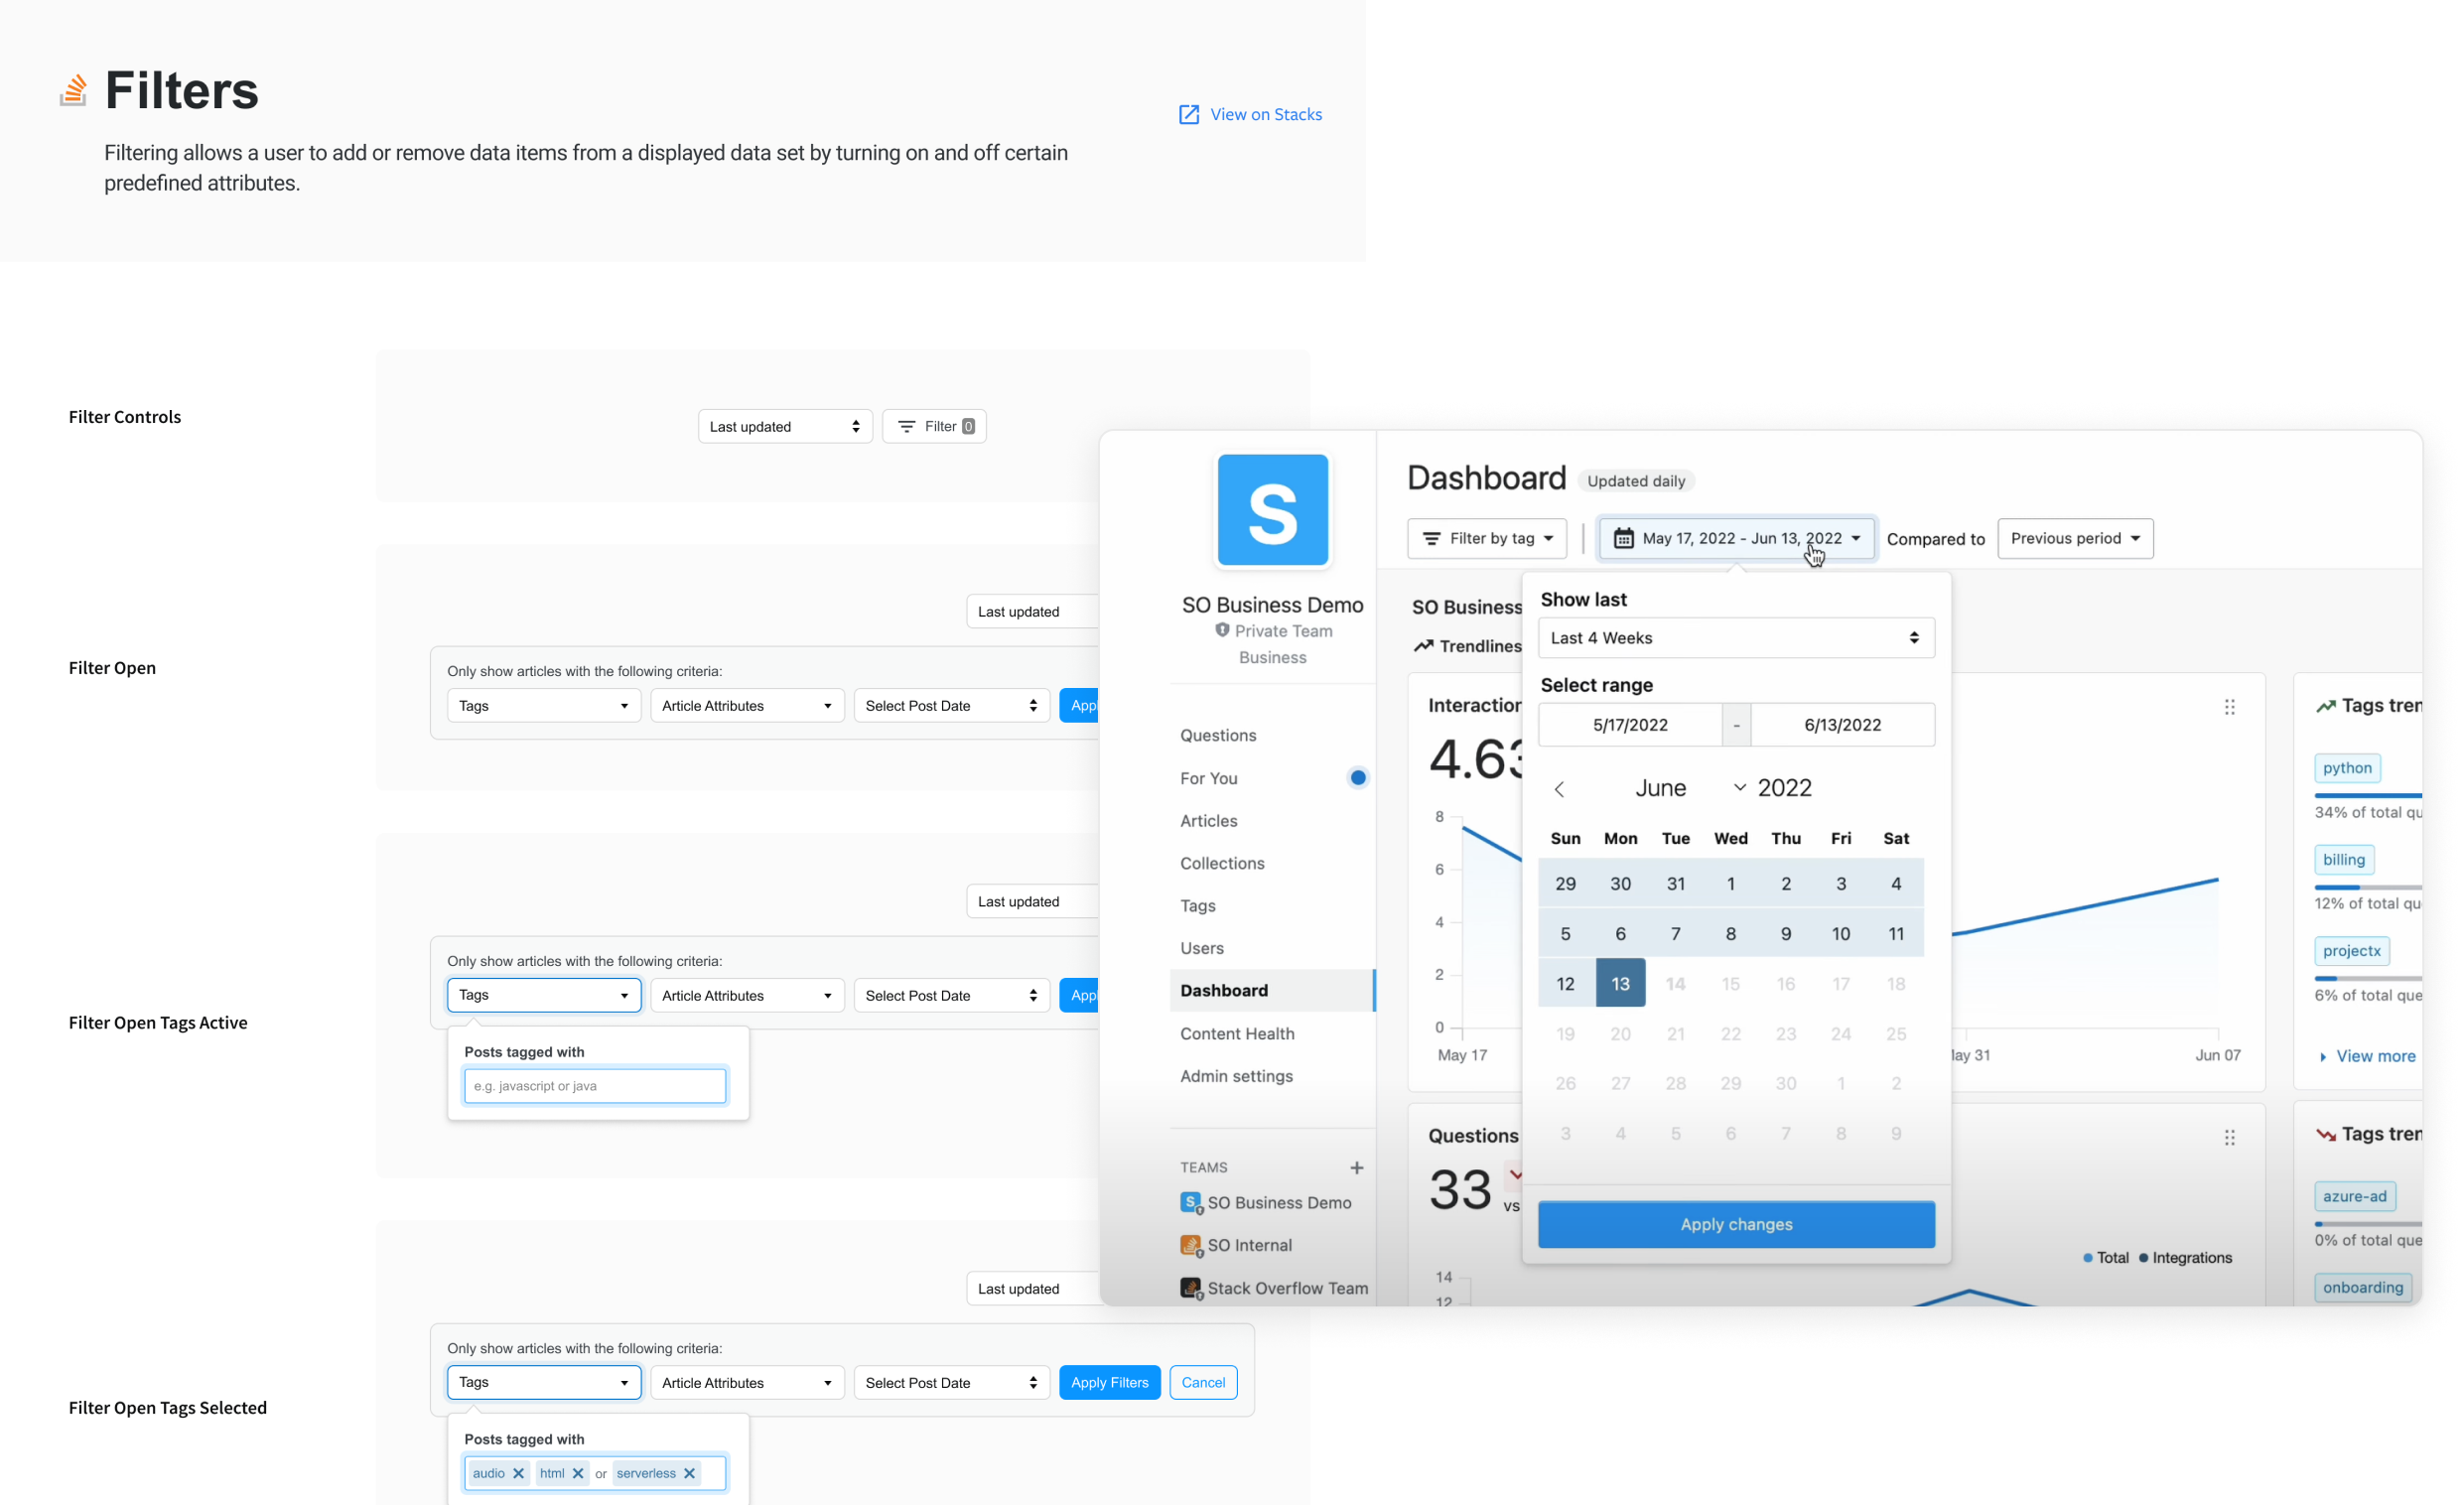 Filters
View on Stacks
Filtering allows a user to add or remove data items from a displayed data set by turning on and off certain
predefined attributes.
Filter Controls
Last updated
Filter 0
Filter Open
Last updated
Only show articles with the following criteria:
Tags
Article Attributes
Select Post Date
Filter Open Tags Active
Last updated
Only show articles with the following criteria:
Tags
Article Attributes
Select Post Date
Posts tagged with
e.g. javascript or java
Filter Open Tags Selected
Last updated
Only show articles with the following criteria:
Tags
Article Attributes
Select Post Date
Apply Filters
Cancel
Posts tagged with
audio html or serverless
S
SO Business Demo
Private Team
Business
Questions
For You
Articles
Collections
Tags
Users
Dashboard
Content Health
Admin settings
TEAMS
S SO Business Demo
SO Internal
Stack Overflow Team
Dashboard Updated daily
Filter by tag
May 17, 2022 - Jun 13, 2022
Compared to
Previous period
SO Business
Trendlines
Show last
Last 4 Weeks
Select range
5/17/2022 - 6/13/2022
June 2022
Sun Mon Tue Wed Thu Fri Sat
29 30 31 1 2 3 4
5 6 7 8 9 10 11
12 13 14 15 16 17 18
19 20 21 22 23 24 25
26 27 28 29 30 1 2
3 4 5 6 7 8 9
Apply changes
4.63
8
6
4
2
0
May 17
31
Jun 07
Questions
33
vs
14
12
Total Integrations
Tags
python
34% of total
billing
12% of total
projectx
6% of total
View more
Tags
azure-ad
0% of total
onboarding